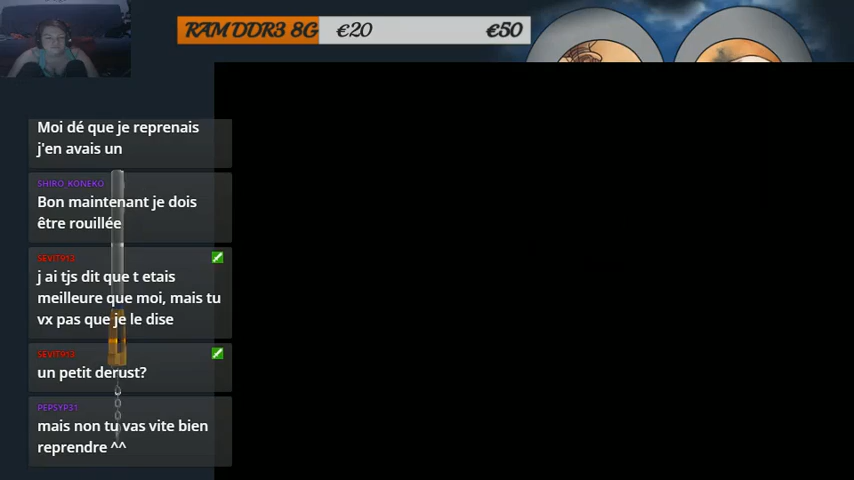 RAM DDR3 8G €20 €50
Moi dé que je reprenais
j'en avais un
SHIRO_KONEKO
Bon maintenant je dois
être rouillée
SEVIT913
j ai tjs dit que t etais
meilleure que moi, mais tu
vx pas que je le dise
SEVIT913
un petit derust?
PEPSYP31
mais non tu vas vite bien
reprendre ^^